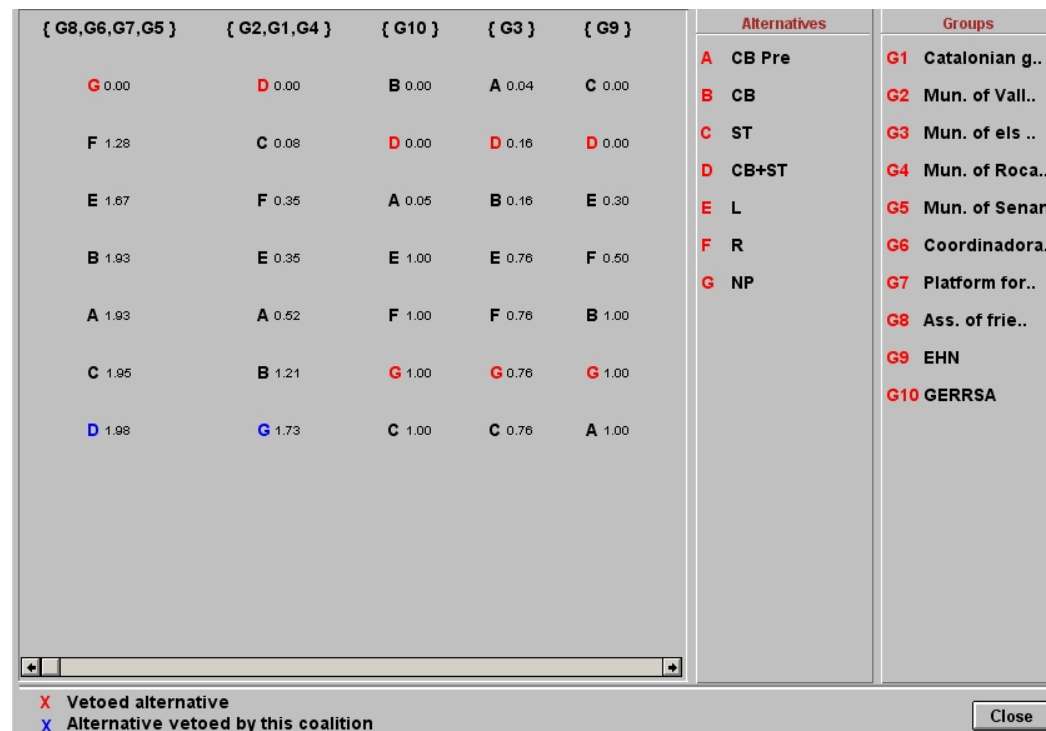 { G8,G6,G7,G5 } { G2,G1,G4 } { G10 } { G3 } { G9 }
G 0.00 D 0.00 B 0.00 A 0.04 C 0.00
F 1.28 C 0.08 D 0.00 D 0.16 D 0.00
E 1.67 F 0.35 A 0.05 B 0.16 E 0.30
B 1.93 E 0.35 E 1.00 E 0.76 F 0.50
A 1.93 A 0.52 F 1.00 F 0.76 B 1.00
C 1.95 B 1.21 G 1.00 G 0.76 G 1.00
D 1.98 G 1.73 C 1.00 C 0.76 A 1.00
Alternatives
A CB Pre
B CB
C ST
D CB+ST
E L
F R
G NP
Groups
G1 Catalonian g..
G2 Mun. of Vall..
G3 Mun. of els ..
G4 Mun. of Roca..
G5 Mun. of Senan
G6 Coordinadora.
G7 Platform for..
G8 Ass. of frie..
G9 EHN
G10 GERRSA
X Vetoed alternative
X Alternative vetoed by this coalition
Close